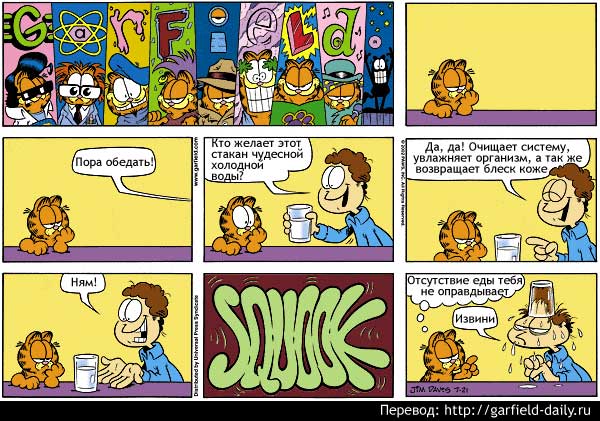 Garfield
Пора обедать!
www.garfield.com
Кто желает этот
стакан чудесной
холодной
воды?
Да, да! Очищает систему,
увлажняет организм, а так же
возвращает блеск коже
Ням!
Distributed by Universal Press Syndicate
SQUOOK
Отсутствие еды тебя
не оправдывает
Извини
JIM DAVIS 7-21
Перевод: http://garfield-daily.ru